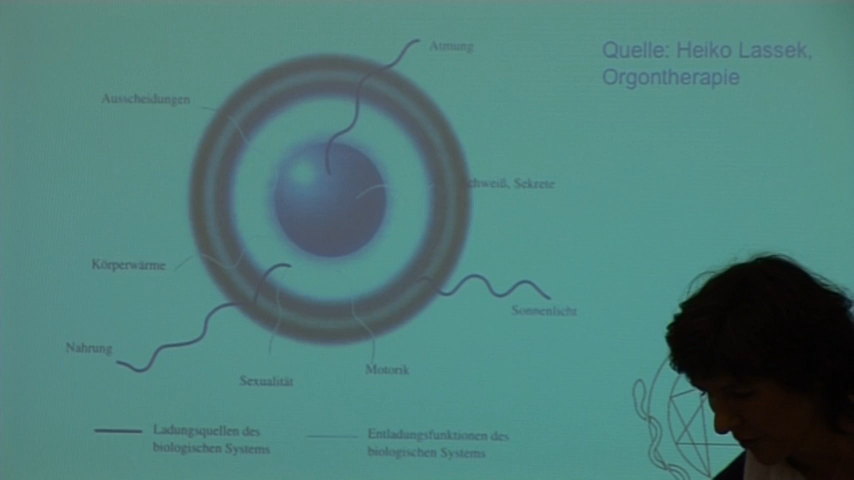 Quelle: Heiko Lassek,
Orgontherapie
Atmung
Ausscheidungen
chweiß, Sekrete
Körperwärme
Sonnenlicht
Nahrung
Sexualität
Motorik
Ladungsquellen des
biologischen Systems
Entladungsfunktionen des
biologischen Systems